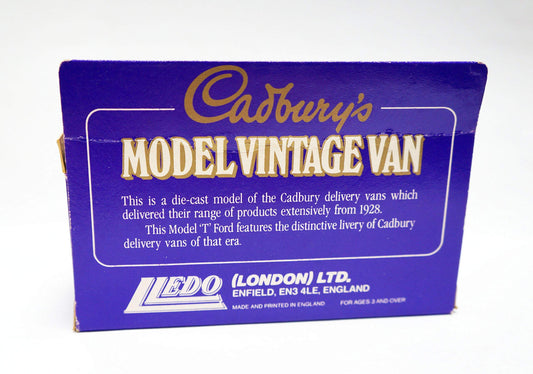 Cadbury's
MODEL VINTAGE VAN
This is a die-cast model of the Cadbury delivery vans which
delivered their range of products extensively from 1928.
This Model 'T' Ford features the distinctive livery of Cadbury
delivery vans of that era.
LLEDO (LONDON) LTD.
ENFIELD, EN3 4LE, ENGLAND
MADE AND PRINTED IN ENGLAND FOR AGES 3 AND OVER